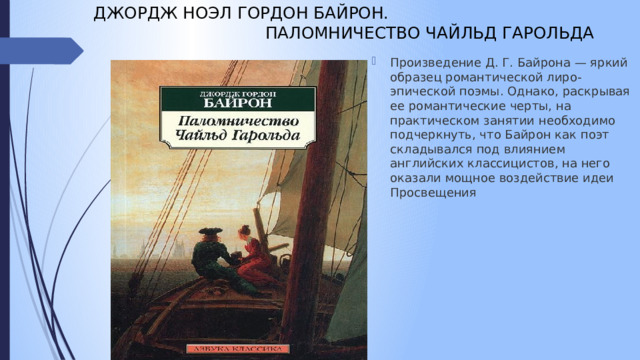 ДЖОРДЖ НОЭЛ ГОРДОН БАЙРОН.
ПАЛОМНИЧЕСТВО ЧАЙЛЬД ГАРОЛЬДА
Произведение Д. Г. Байрона — яркий
образец романтической лиро-
эпической поэмы. Однако, раскрывая
ее романтические черты, на
практическом занятии необходимо
подчеркнуть, что Байрон как поэт
складывался под влиянием
английских классицистов, на него
оказали мощное воздействие идеи
Просвещения
ДЖОРДЖ ГОРДОН
БАЙРОН
Паломничество
Чайльд Гарольда
АЗБУКА-КЛАССИКА